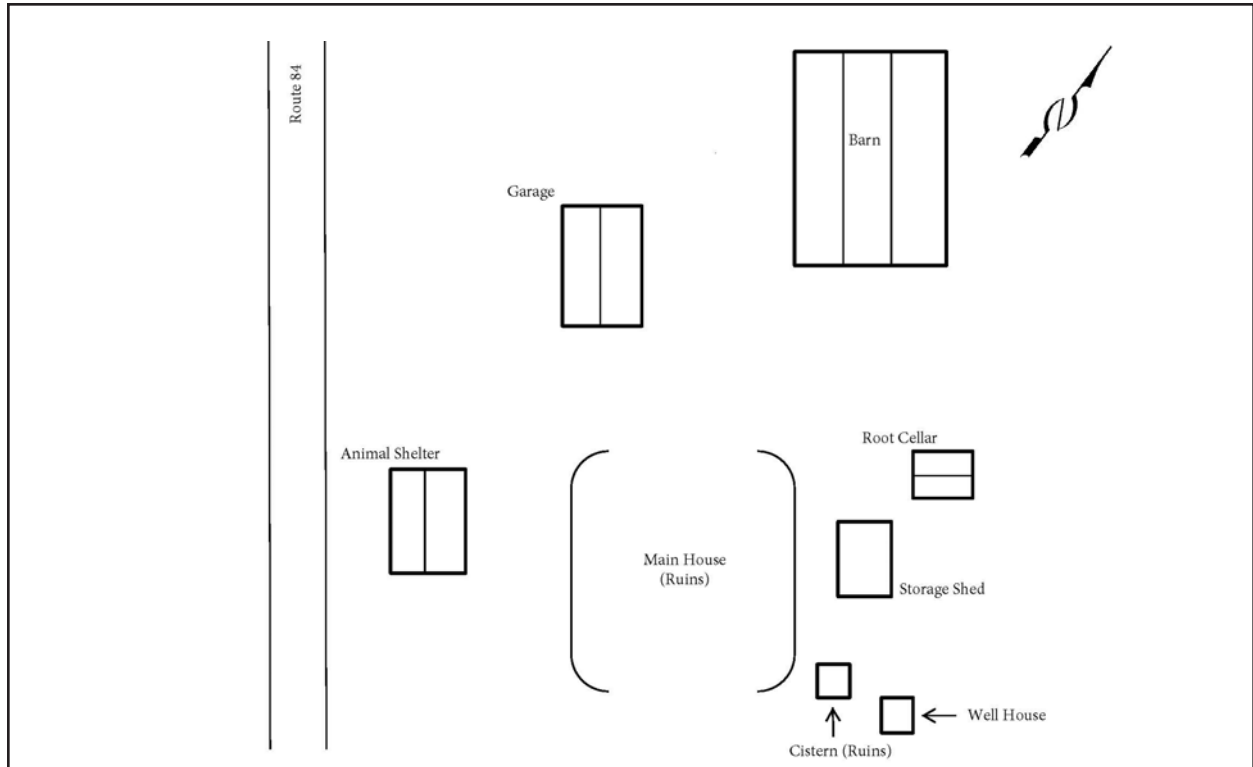 Route 84
Barn
Garage
Root Cellar
Animal Shelter
Main House
(Ruins)
Storage Shed
Well House
Cistern (Ruins)